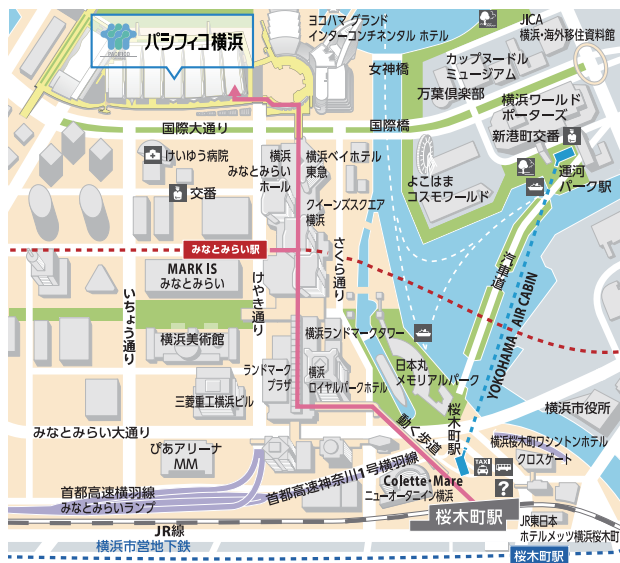 パシフィコ横浜
ヨコハマ グランド
インターコンチネンタル ホテル
JICA
横浜・海外移住資料館
女神橋
カップヌードル
ミュージアム
万葉倶楽部
横浜ワールド
ポーターズ
新港町交番
国際大通り
国際橋
けいゆう病院
横浜
みなとみらい
ホール
横浜ベイホテル
東急
運河
パーク駅
よこはま
コスモワールド
交番
クイーンズスクエア
横浜
みなとみらい駅
さくら通り
汽車道
MARK IS
みなとみらい
けやき通り
いちょう通り
YOKOHAMA AIR CABIN
横浜ランドマークタワー
横浜美術館
日本丸
メモリアルパーク
ランドマーク
プラザ
横浜
ロイヤルパークホテル
三菱重工横浜ビル
桜木町駅
横浜市役所
みなとみらい大通り
動く歩道
横浜桜木町ワシントンホテル
クロスゲート
ぴあアリーナ
MM
TAXI
?
首都高速神奈川1号横羽線
Colette・Mare
ニューオータニイン横浜
首都高速横羽線
みなとみらいランプ
桜木町駅
JR東日本
ホテルメッツ横浜桜木町
JR線
横浜市営地下鉄
桜木町駅